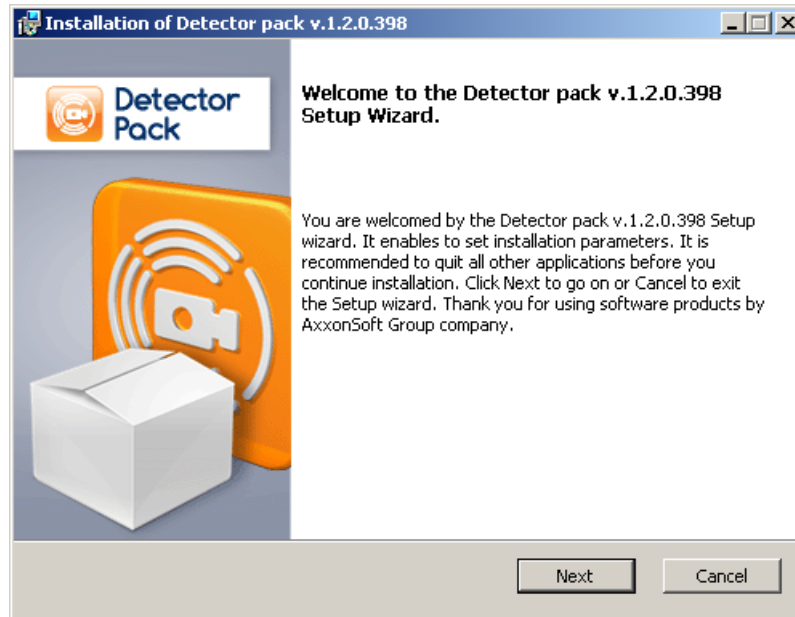 Installation of Detector pack v.1.2.0.398
Detector
Pack
Welcome to the Detector pack v.1.2.0.398
Setup Wizard.
You are welcomed by the Detector pack v.1.2.0.398 Setup
wizard. It enables to set installation parameters. It is
recommended to quit all other applications before you
continue installation. Click Next to go on or Cancel to exit
the Setup wizard. Thank you for using software products by
AxxonSoft Group company.
Next
Cancel